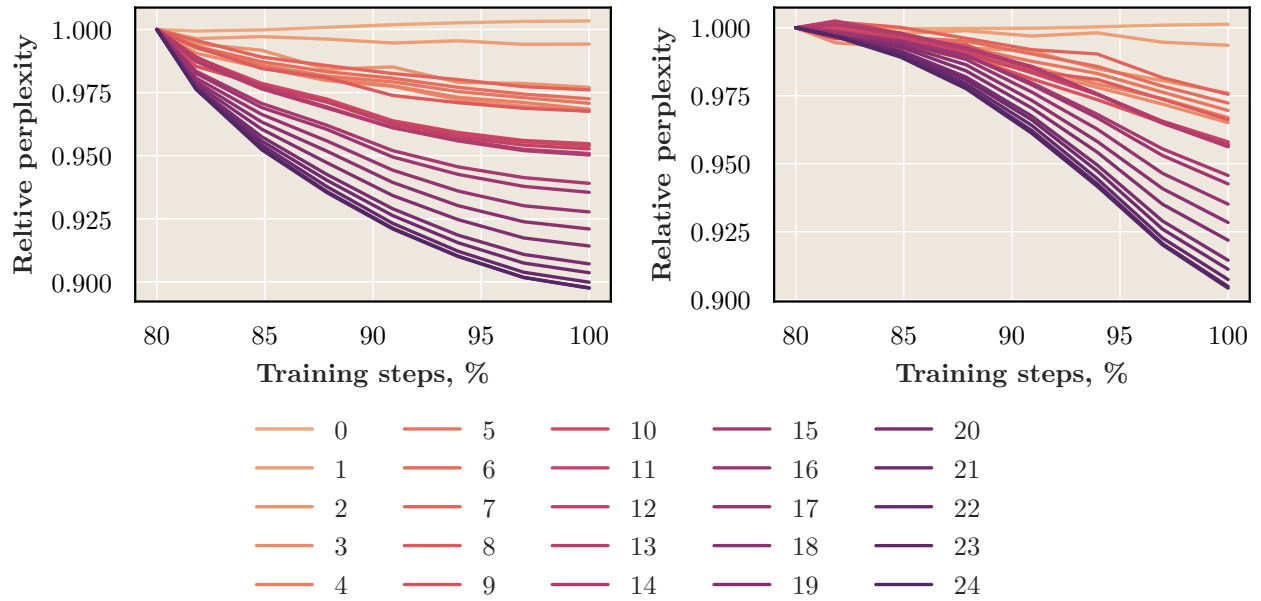 Reltive perplexity
1.000
0.975
0.950
0.925
0.900
80 85 90 95 100
Training steps, %
Relative perplexity
1.000
0.975
0.950
0.925
0.900
80 85 90 95 100
Training steps, %
0 5 10 15 20
1 6 11 16 21
2 7 12 17 22
3 8 13 18 23
4 9 14 19 24